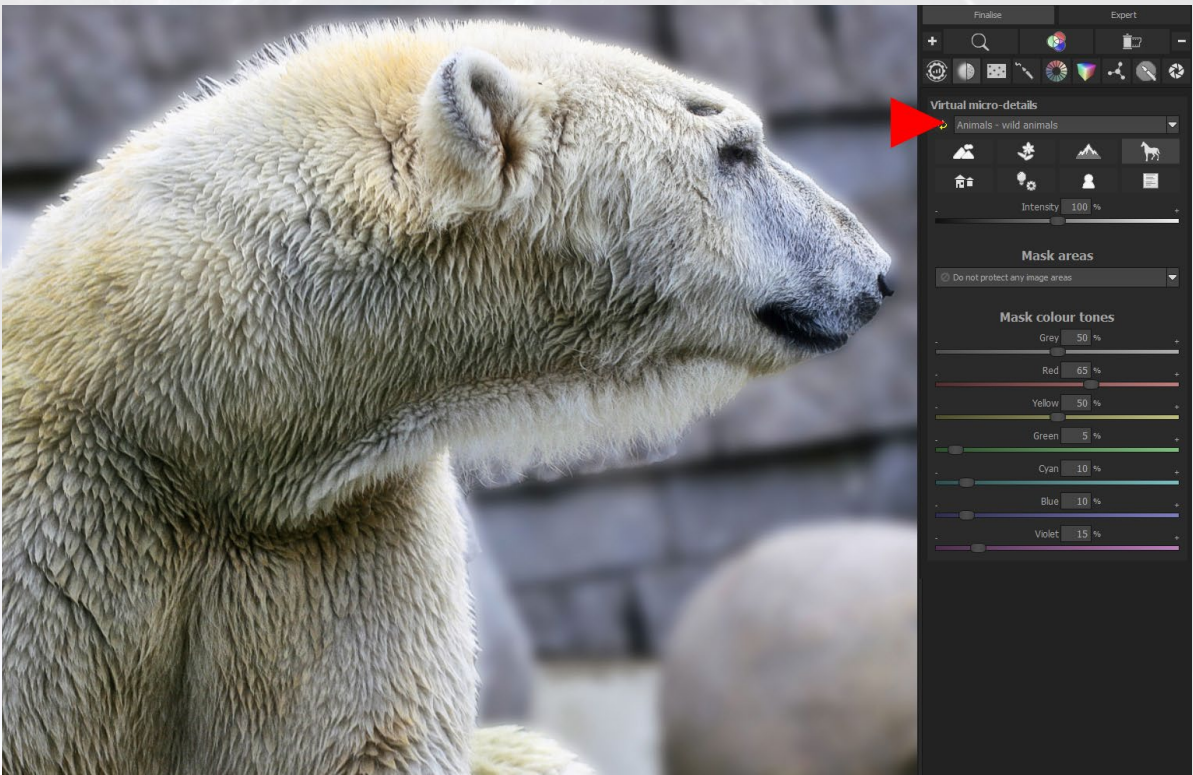 Finalise Expert
Virtual micro-details
Animals - wild animals
Intensity 100 %
Mask areas
Do not protect any image areas
Mask colour tones
Grey 50 %
Red 65 %
Yellow 50 %
Green 5 %
Cyan 10 %
Blue 10 %
Violet 15 %